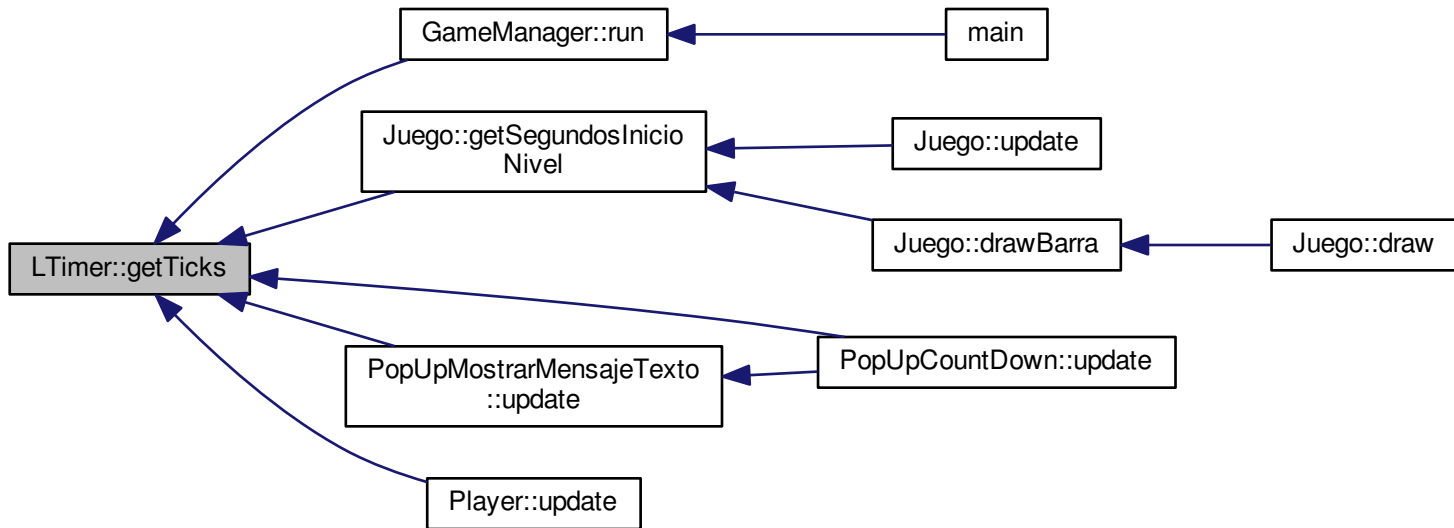 GameManager::run
main
Juego::getSegundosInicio
Nivel
Juego::update
Juego::drawBarra
Juego::draw
LTimer::getTicks
PopUpCountDown::update
PopUpMostrarMensajeTexto
::update
Player::update